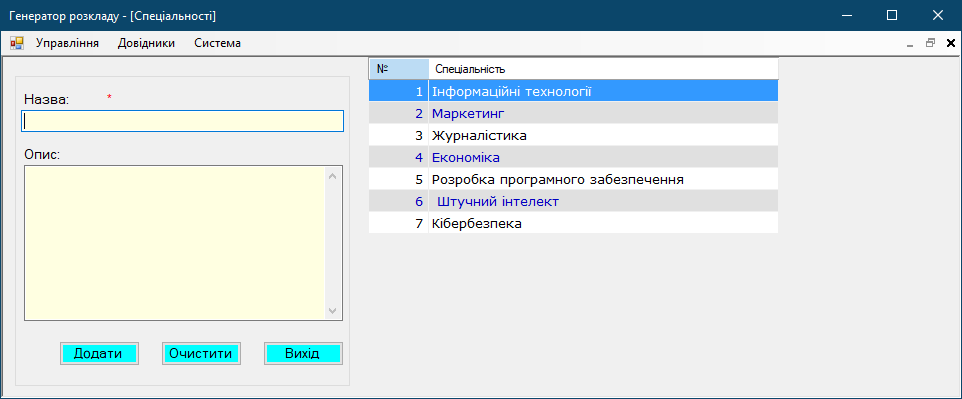 Генератор розкладу - [Спеціальності]
Управління Довідники Система
Назва: *
Опис:
Додати Очистити Вихід
№ Спеціальність
1 Інформаційні технології
2 Маркетинг
3 Журналістика
4 Економіка
5 Розробка програмного забезпечення
6 Штучний інтелект
7 Кібербезпека